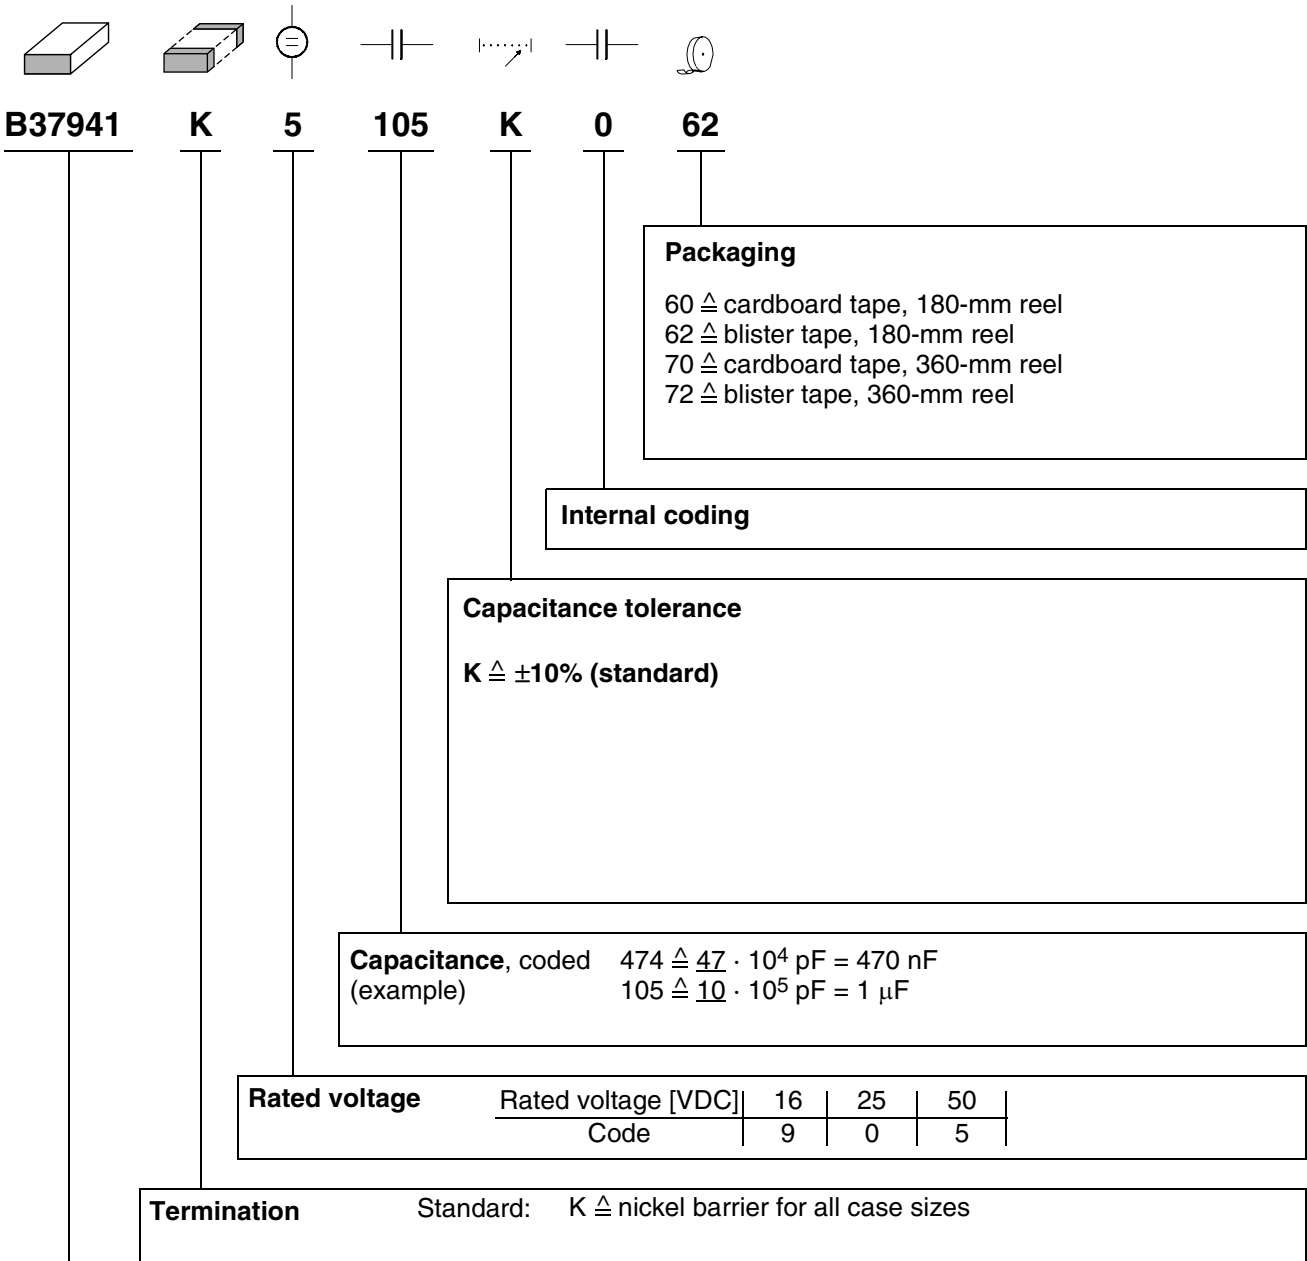 B37941 K 5 105 K 0 62
Packaging
60 ≙ cardboard tape, 180-mm reel
62 ≙ blister tape, 180-mm reel
70 ≙ cardboard tape, 360-mm reel
72 ≙ blister tape, 360-mm reel
Internal coding
Capacitance tolerance
K ≙ ±10% (standard)
Capacitance, coded 474 ≙ 47 · 10⁴ pF = 470 nF
(example) 105 ≙ 10 · 10⁵ pF = 1 μF
Rated voltage Rated voltage [VDC] 16 25 50
Code 9 0 5
Termination Standard: K ≙ nickel barrier for all case sizes